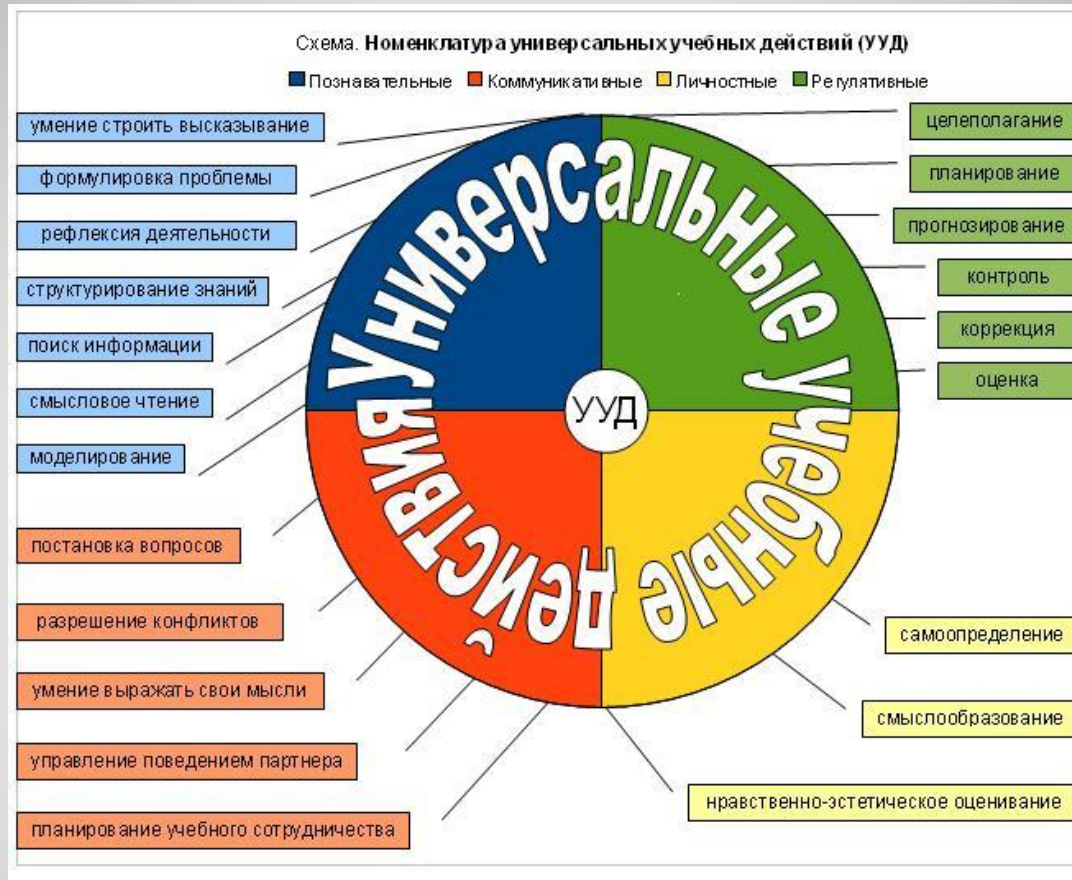 Схема. Номенклатура универсальных учебных действий (УУД)
Познавательные Коммуникативные Личностные Регулятивные
умение строить высказывание
формулировка проблемы
рефлексия деятельности
структурирование знаний
поиск информации
смысловое чтение
моделирование
постановка вопросов
разрешение конфликтов
умение выражать свои мысли
управление поведением партнера
планирование учебного сотрудничества
Универсальные учебные действия
УУД
целеполагание
планирование
прогнозирование
контроль
коррекция
оценка
самоопределение
смыслообразование
нравственно-эстетическое оценивание